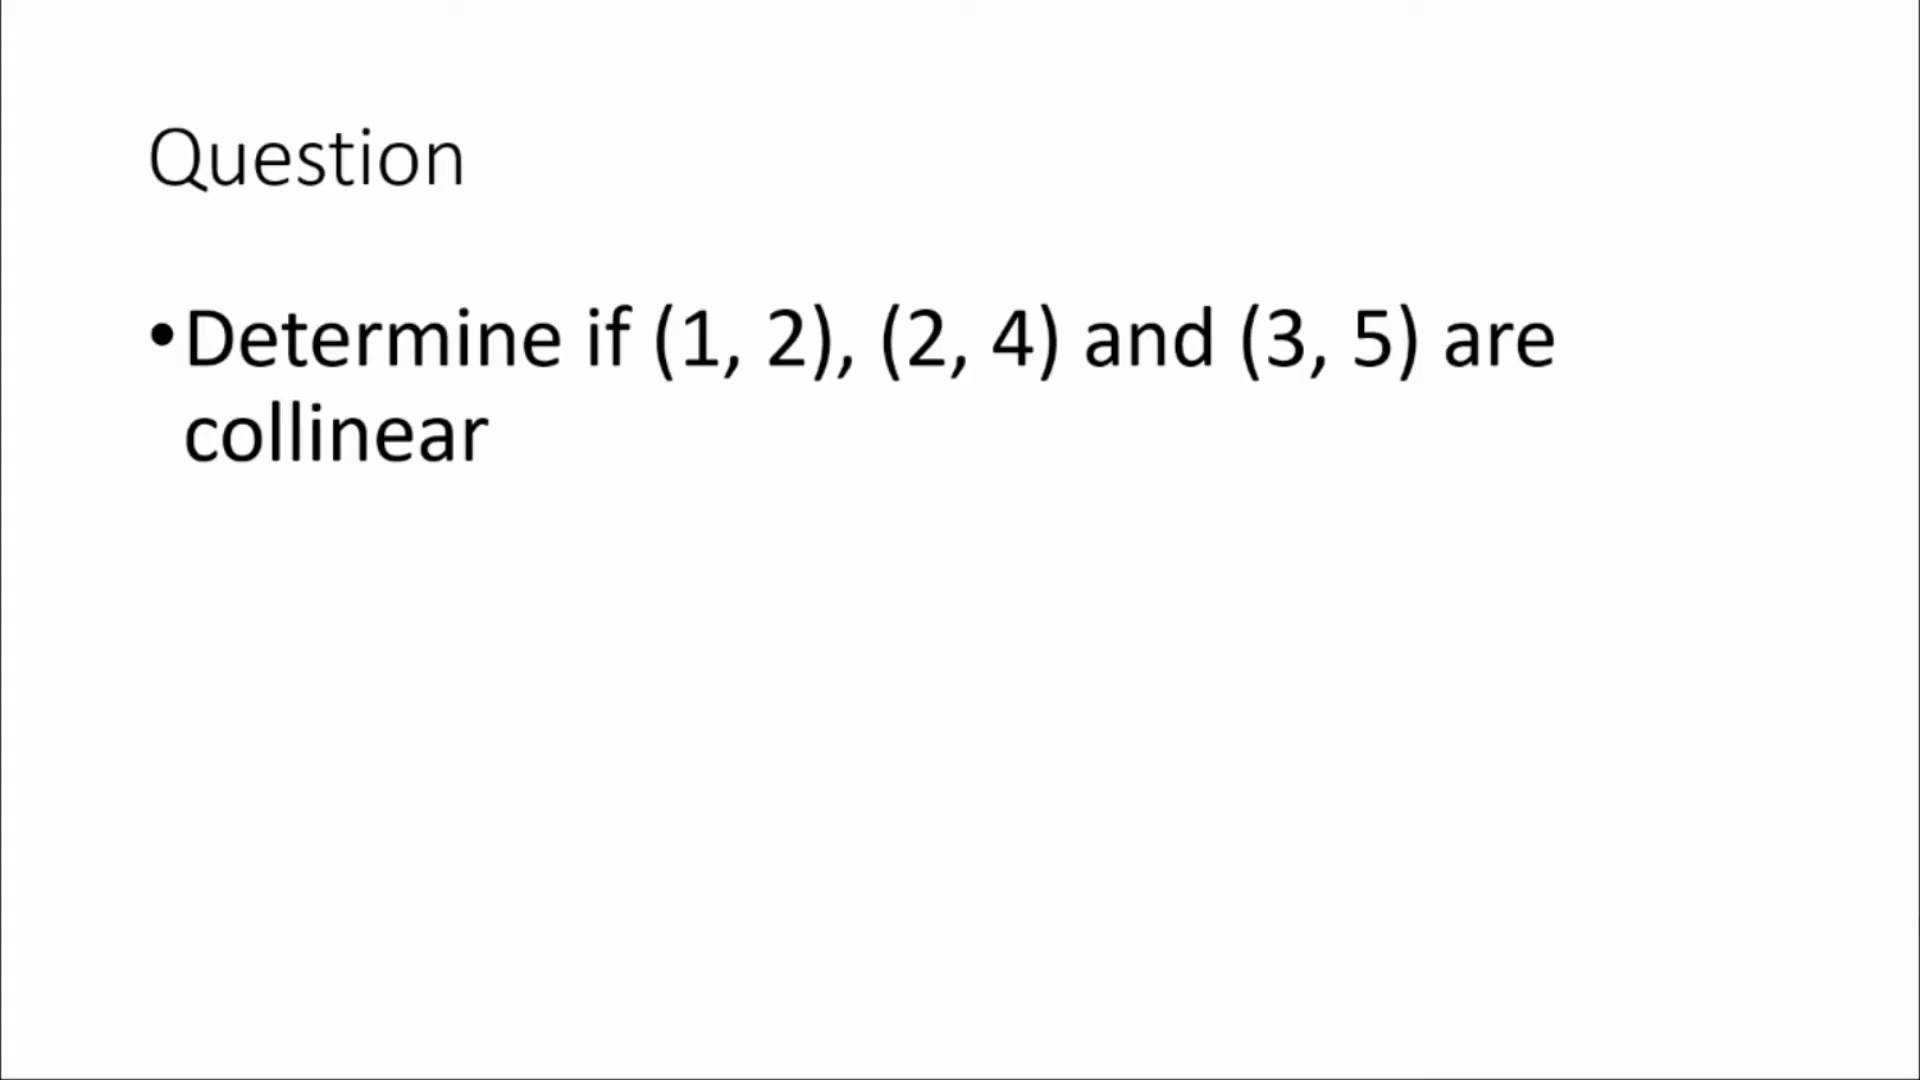 Question
•Determine if (1, 2), (2, 4) and (3, 5) are
collinear